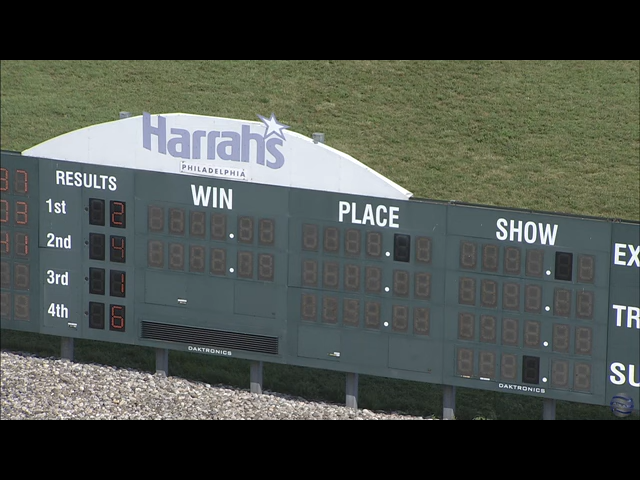 Harrah's
PHILADELPHIA
RESULTS
WIN
PLACE
SHOW
1st 2
2nd 4
3rd 1
4th 6
EX
TR
SU
DAKTRONICS
DAKTRONICS